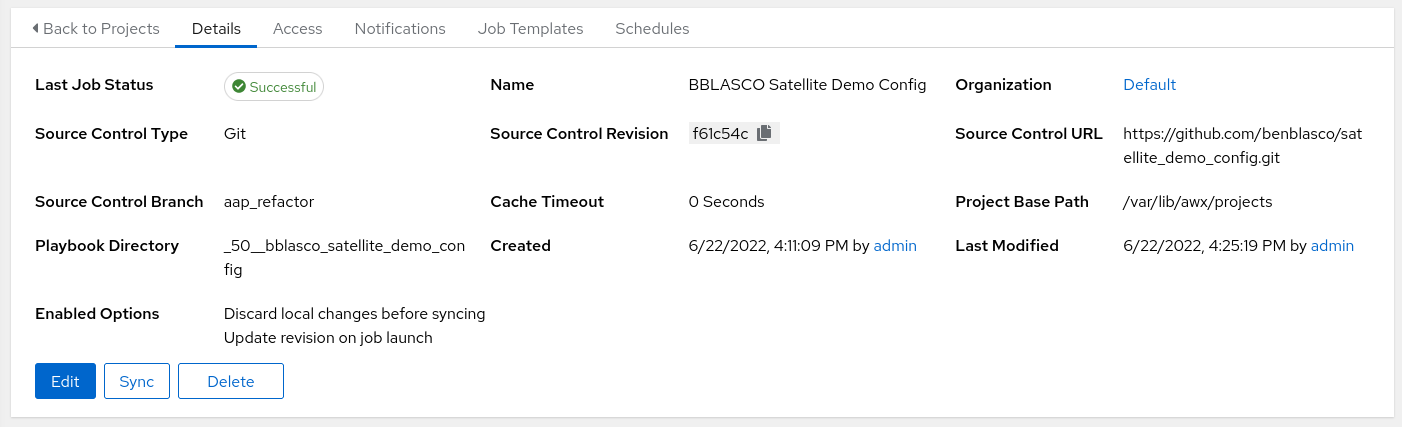 Back to Projects Details Access Notifications Job Templates Schedules
Last Job Status Successful Name BBLASCO Satellite Demo Config Organization Default
Source Control Type Git Source Control Revision f61c54c Source Control URL https://github.com/benblasco/sat
ellite_demo_config.git
Source Control Branch aap_refactor Cache Timeout 0 Seconds Project Base Path /var/lib/awx/projects
Playbook Directory _50__bblasco_satellite_demo_con Created 6/22/2022, 4:11:09 PM by admin Last Modified 6/22/2022, 4:25:19 PM by admin
fig
Enabled Options Discard local changes before syncing
Update revision on job launch
Edit Sync Delete